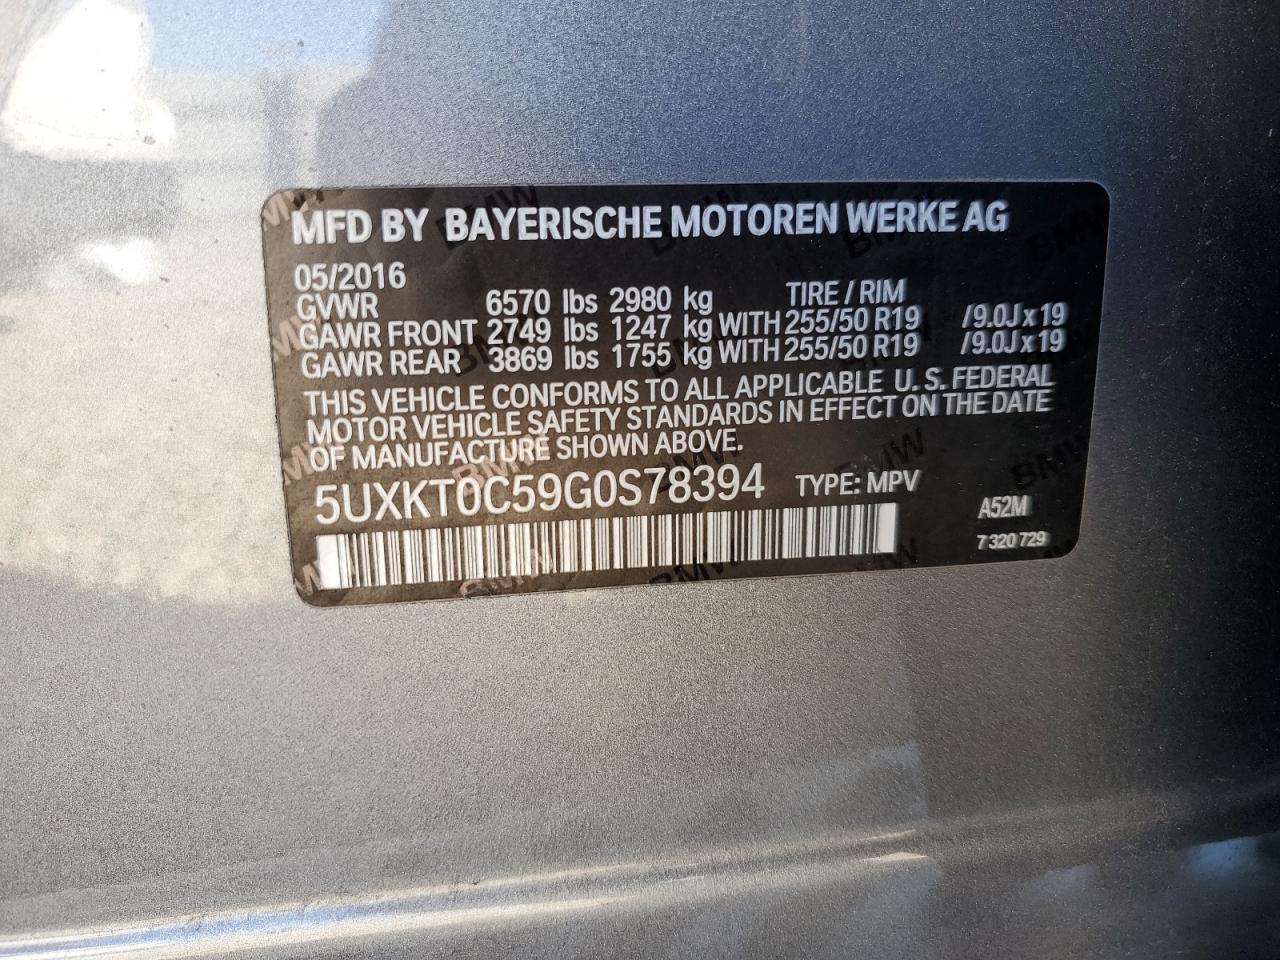 MFD BY BAYERISCHE MOTOREN WERKE AG
05/2016
TIRE / RIM
GVWR 6570 lbs 2980 kg
GAWR FRONT 2749 lbs 1247 kg WITH 255/50 R19 /9.0J x 19
GAWR REAR 3869 lbs 1755 kg WITH 255/50 R19 /9.0J x 19
THIS VEHICLE CONFORMS TO ALL APPLICABLE U. S. FEDERAL
MOTOR VEHICLE SAFETY STANDARDS IN EFFECT ON THE DATE
OF MANUFACTURE SHOWN ABOVE.
5UXKT0C59G0S78394 TYPE: MPV
A52M
7 320 729